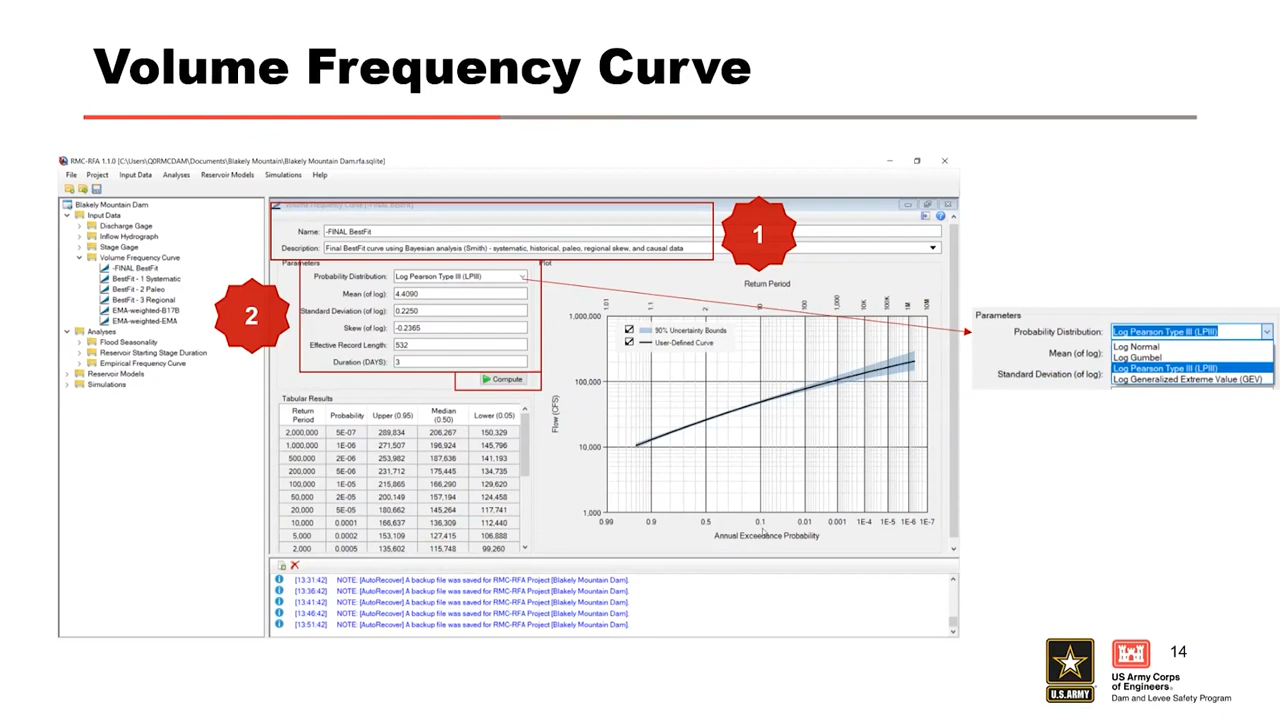 Volume Frequency Curve
RMC-RFA 1.1.0 [C:\Users\Q0RMCDAM\Documents\Blakely Mountain\Blakely Mountain Dam.rfa.sqlite]
File Project Input Data Analyses Reservoir Models Simulations Help
Blakely Mountain Dam
Input Data
Discharge Gage
Inflow Hydrograph
Stage Gage
Volume Frequency Curve
-FINAL BestFit
BestFit - 1 Systematic
BestFit - 2 Paleo
BestFit - 3 Regional
EMA-weighted-B17B
EMA-weighted-EMA
Analyses
Flood Seasonality
Reservoir Starting Stage Duration
Empirical Frequency Curve
Reservoir Models
Simulations
Volume Frequency Curve [-FINAL BestFit]
Name: -FINAL BestFit
Description: Final BestFit curve using Bayesian analysis (Smith) - systematic, historical, paleo, regional skew, and causal data
1
2
Parameters
Probability Distribution: Log Pearson Type III (LPIII)
Mean (of log): 4.4090
Standard Deviation (of log): 0.2250
Skew (of log): -0.2365
Effective Record Length: 532
Duration (DAYS): 3
Compute
Tabular Results
Return Period Probability Upper (0.95) Median (0.50) Lower (0.05)
2,000,000 5E-07 289,834 206,267 150,329
1,000,000 1E-06 271,507 196,924 145,796
500,000 2E-06 253,982 187,636 141,193
200,000 5E-06 231,712 175,445 134,735
100,000 1E-05 215,865 166,290 129,620
50,000 2E-05 200,149 157,194 124,458
20,000 5E-05 180,662 145,264 117,741
10,000 0.0001 166,637 136,309 112,440
5,000 0.0002 153,109 127,415 106,888
2,000 0.0005 135,602 115,748 99,260
Plot
Return Period
1.01 1.1 2 10 100 1,000 10K 100K 1M 10M
1,000,000
100,000
10,000
1,000
Flow (CFS)
90% Uncertainty Bounds
User-Defined Curve
0.99 0.9 0.5 0.1 0.01 0.001 1E-4 1E-5 1E-6 1E-7
Annual Exceedance Probability
[13:31:42] NOTE: [AutoRecover] A backup file was saved for RMC-RFA Project [Blakely Mountain Dam].
[13:36:42] NOTE: [AutoRecover] A backup file was saved for RMC-RFA Project [Blakely Mountain Dam].
[13:41:42] NOTE: [AutoRecover] A backup file was saved for RMC-RFA Project [Blakely Mountain Dam].
[13:46:42] NOTE: [AutoRecover] A backup file was saved for RMC-RFA Project [Blakely Mountain Dam].
[13:51:42] NOTE: [AutoRecover] A backup file was saved for RMC-RFA Project [Blakely Mountain Dam].
Parameters
Probability Distribution: Log Pearson Type III (LPIII)
Mean (of log):
Standard Deviation (of log):
Log Normal
Log Gumbel
Log Pearson Type III (LPIII)
Log Generalized Extreme Value (GEV)
U.S.ARMY
US Army Corps
of Engineers®
Dam and Levee Safety Program
14